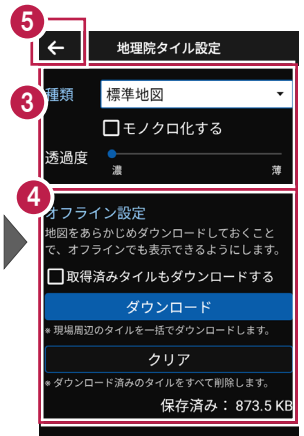 5
← 地理院タイル設定
3
種類 標準地図
モノクロ化する
透過度
濃 薄
4
オフライン設定
地図をあらかじめダウンロードしておくこと
で、オフラインでも表示できるようにします。
取得済みタイルもダウンロードする
ダウンロード
※ 現場周辺のタイルを一括でダウンロードします。
クリア
※ ダウンロード済みのタイルをすべて削除します。
保存済み： 873.5 KB